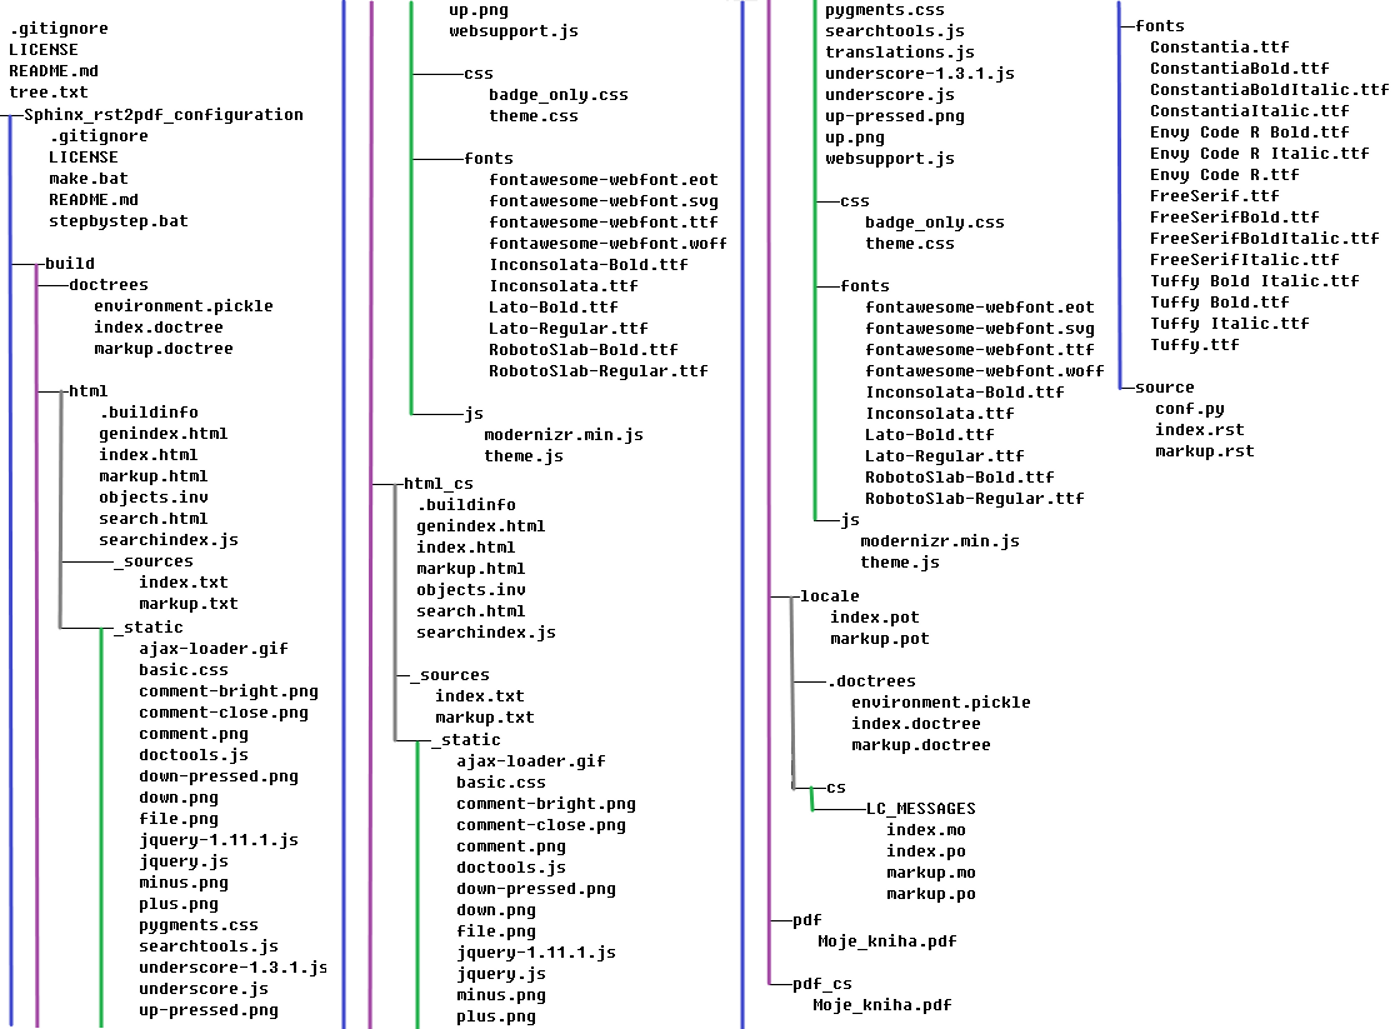 .gitignore
LICENSE
README.md
tree.txt
Sphinx_rst2pdf_configuration
.gitignore
LICENSE
make.bat
README.md
stepbystep.bat
build
doctrees
environment.pickle
index.doctree
markup.doctree
html
.buildinfo
genindex.html
index.html
markup.html
objects.inv
search.html
searchindex.js
_sources
index.txt
markup.txt
_static
ajax-loader.gif
basic.css
comment-bright.png
comment-close.png
comment.png
doctools.js
down-pressed.png
down.png
file.png
jquery-1.11.1.js
jquery.js
minus.png
plus.png
pygments.css
searchtools.js
underscore-1.3.1.js
underscore.js
up-pressed.png
up.png
websupport.js
css
badge_only.css
theme.css
fonts
fontawesome-webfont.eot
fontawesome-webfont.svg
fontawesome-webfont.ttf
fontawesome-webfont.woff
Inconsolata-Bold.ttf
Inconsolata.ttf
Lato-Bold.ttf
Lato-Regular.ttf
RobotoSlab-Bold.ttf
RobotoSlab-Regular.ttf
js
modernizr.min.js
theme.js
html_cs
.buildinfo
genindex.html
index.html
markup.html
objects.inv
search.html
searchindex.js
_sources
index.txt
markup.txt
_static
ajax-loader.gif
basic.css
comment-bright.png
comment-close.png
comment.png
doctools.js
down-pressed.png
down.png
file.png
jquery-1.11.1.js
jquery.js
minus.png
plus.png
pygments.css
searchtools.js
translations.js
underscore-1.3.1.js
underscore.js
up-pressed.png
up.png
websupport.js
css
badge_only.css
theme.css
fonts
fontawesome-webfont.eot
fontawesome-webfont.svg
fontawesome-webfont.ttf
fontawesome-webfont.woff
Inconsolata-Bold.ttf
Inconsolata.ttf
Lato-Bold.ttf
Lato-Regular.ttf
RobotoSlab-Bold.ttf
RobotoSlab-Regular.ttf
js
modernizr.min.js
theme.js
locale
index.pot
markup.pot
.doctrees
environment.pickle
index.doctree
markup.doctree
cs
LC_MESSAGES
index.mo
index.po
markup.mo
markup.po
pdf
Moje_kniha.pdf
pdf_cs
Moje_kniha.pdf
fonts
Constantia.ttf
ConstantiaBold.ttf
ConstantiaBoldItalic.ttf
ConstantiaItalic.ttf
Envy Code R Bold.ttf
Envy Code R Italic.ttf
Envy Code R.ttf
FreeSerif.ttf
FreeSerifBold.ttf
FreeSerifBoldItalic.ttf
FreeSerifItalic.ttf
Tuffy Bold Italic.ttf
Tuffy Bold.ttf
Tuffy Italic.ttf
Tuffy.ttf
source
conf.py
index.rst
markup.rst